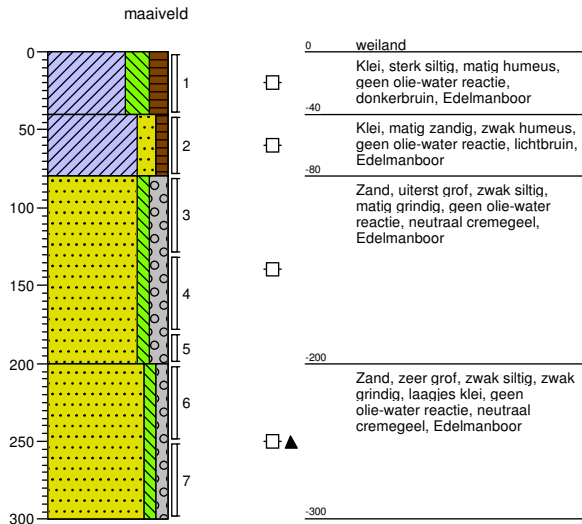 maaiveld
0
50
100
150
200
250
300
1
2
3
4
5
6
7
0
weiland
Klei, sterk siltig, matig humeus,
geen olie-water reactie,
donkerbruin, Edelmanboor
-40
Klei, matig zandig, zwak humeus,
geen olie-water reactie, lichtbruin,
Edelmanboor
-80
Zand, uiterst grof, zwak siltig,
matig grindig, geen olie-water
reactie, neutraal cremegeel,
Edelmanboor
-200
Zand, zeer grof, zwak siltig, zwak
grindig, laagjes klei, geen
olie-water reactie, neutraal
cremegeel, Edelmanboor
-300